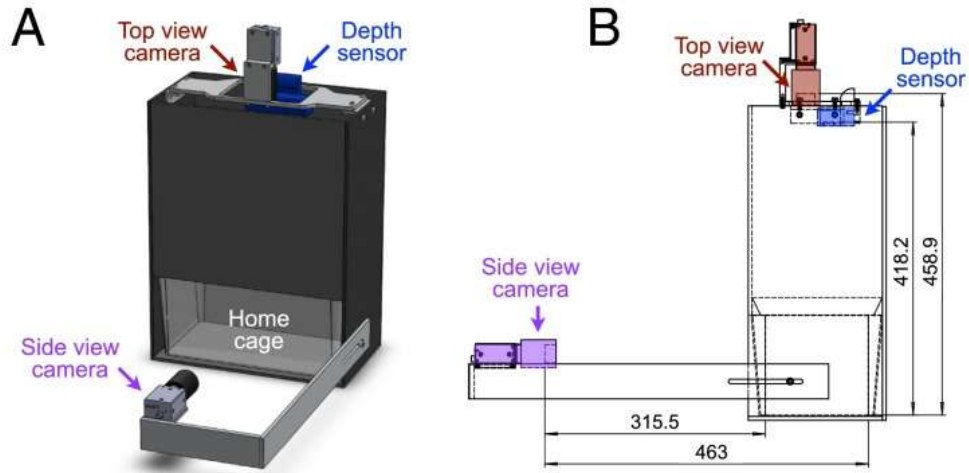 A
Top view
camera
Depth
sensor
Home
cage
Side view
camera
B
Top view
camera
Depth
sensor
Side view
camera
418.2
458.9
315.5
463